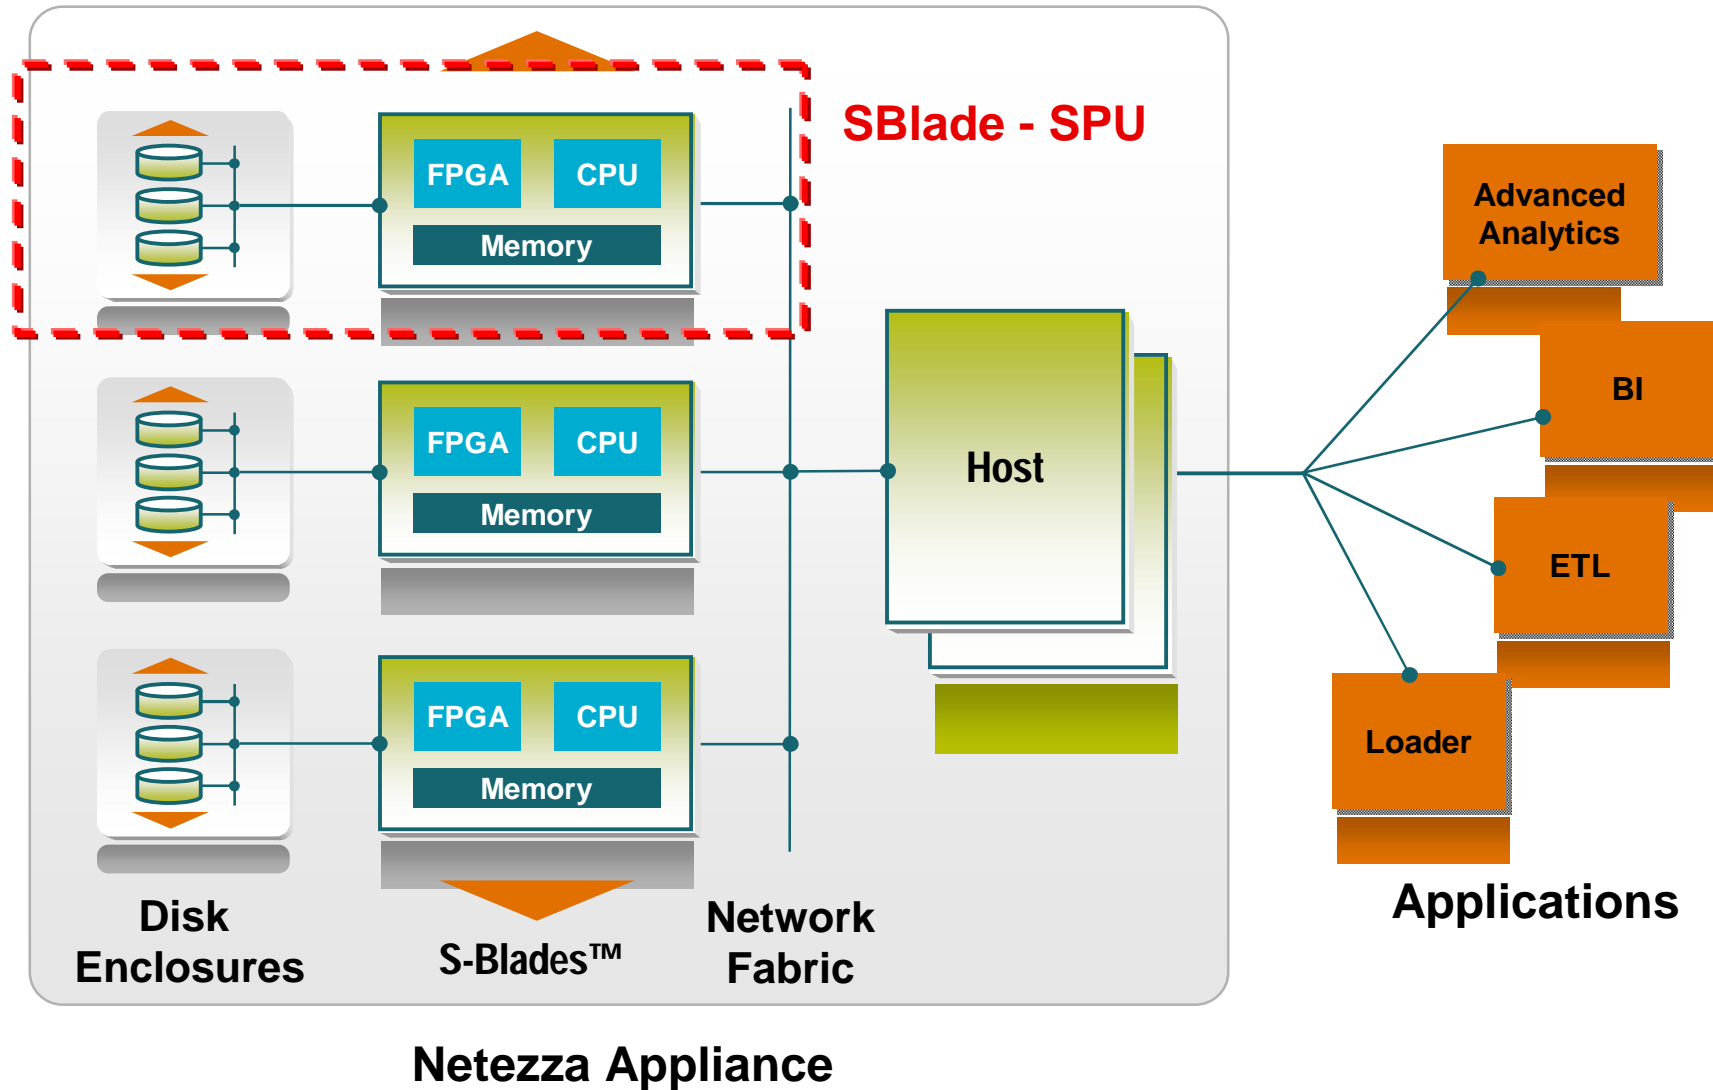 SBlade - SPU
FPGA
CPU
Memory
FPGA
CPU
Memory
FPGA
CPU
Memory
Host
Advanced
Analytics
BI
ETL
Loader
Disk
Enclosures
S-Blades™
Network
Fabric
Applications
Netezza Appliance